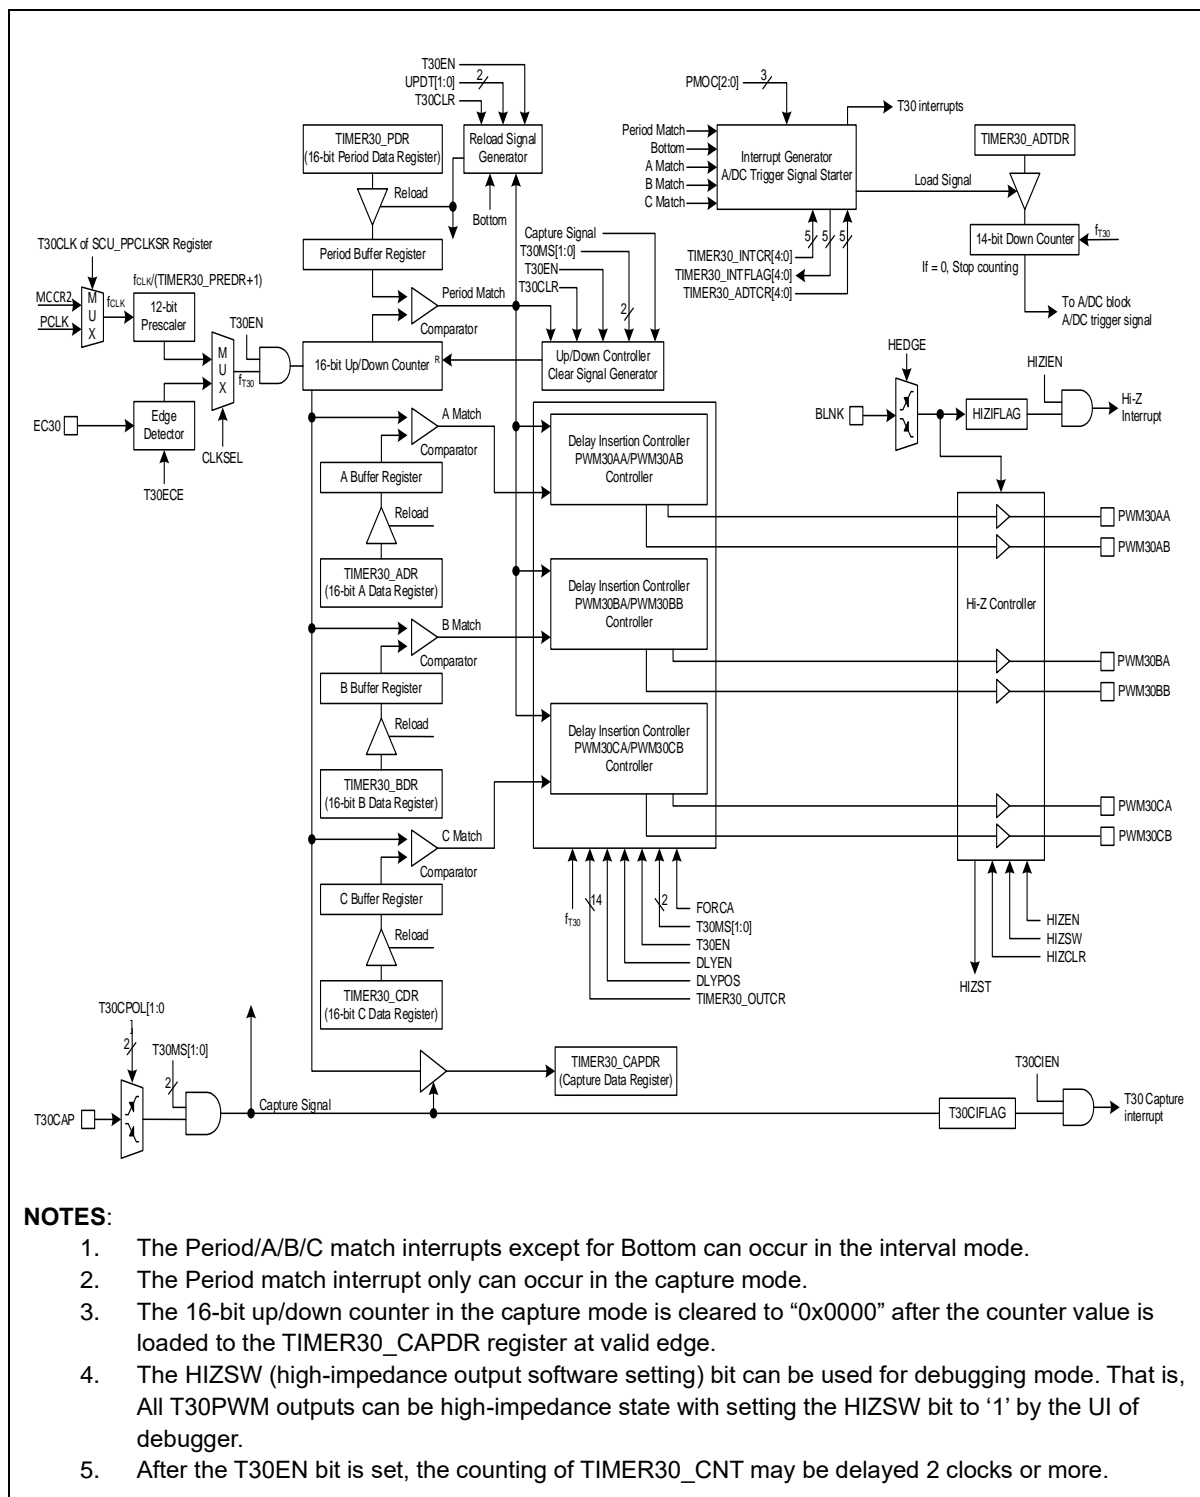 T30EN
UPDT[1:0]
2
T30CLR
PMOC[2:0]
3
T30 interrupts
TIMER30_PDR
(16-bit Period Data Register)
Reload Signal
Generator
Period Match
Bottom
A Match
B Match
C Match
Interrupt Generator
A/DC Trigger Signal Starter
TIMER30_ADTDR
Reload
Load Signal
Bottom
T30CLK of SCU_PPCLKSR Register
Period Buffer Register
Capture Signal
T30MS[1:0]
T30EN
T30CLR
2
5
5
5
TIMER30_INTCR[4:0]
TIMER30_INTFLAG[4:0]
TIMER30_ADTCR[4:0]
14-bit Down Counter
fT30
If = 0, Stop counting
To A/DC block
A/DC trigger signal
MCCR2
PCLK
M
U
X
fCLK
fCLK/(TIMER30_PREDR+1)
12-bit
Prescaler
Period Match
Comparator
T30EN
M
U
X
fT30
16-bit Up/Down Counter
R
Up/Down Controller
Clear Signal Generator
EC30
Edge
Detector
T30ECE
CLKSEL
HEDGE
BLNK
HIZIFLAG
HIZIEN
Hi-Z
Interrupt
A Match
Comparator
A Buffer Register
Reload
TIMER30_ADR
(16-bit A Data Register)
Delay Insertion Controller
PWM30AA/PWM30AB
Controller
PWM30AA
PWM30AB
B Match
Comparator
B Buffer Register
Reload
TIMER30_BDR
(16-bit B Data Register)
Delay Insertion Controller
PWM30BA/PWM30BB
Controller
Hi-Z Controller
PWM30BA
PWM30BB
C Match
Comparator
C Buffer Register
Reload
TIMER30_CDR
(16-bit C Data Register)
Delay Insertion Controller
PWM30CA/PWM30CB
Controller
PWM30CA
PWM30CB
fT30
14
2
FORCA
T30MS[1:0]
T30EN
DLYEN
DLYPOS
TIMER30_OUTCR
HIZEN
HIZSW
HIZCLR
HIZST
T30CPOL[1:0
]
2
T30MS[1:0]
2
T30CAP
Capture Signal
TIMER30_CAPDR
(Capture Data Register)
T30CIFLAG
T30CIEN
T30 Capture
interrupt
NOTES:
1. The Period/A/B/C match interrupts except for Bottom can occur in the interval mode.
2. The Period match interrupt only can occur in the capture mode.
3. The 16-bit up/down counter in the capture mode is cleared to “0x0000” after the counter value is
loaded to the TIMER30_CAPDR register at valid edge.
4. The HIZSW (high-impedance output software setting) bit can be used for debugging mode. That is,
All T30PWM outputs can be high-impedance state with setting the HIZSW bit to ‘1’ by the UI of
debugger.
5. After the T30EN bit is set, the counting of TIMER30_CNT may be delayed 2 clocks or more.